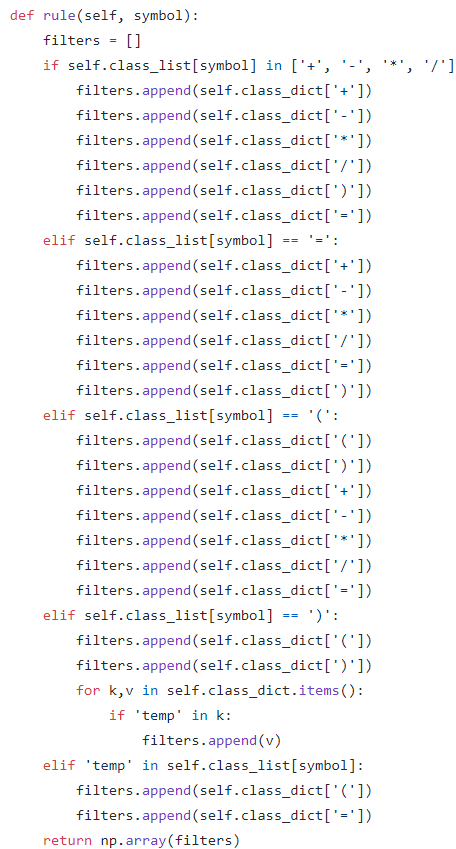 def rule(self, symbol):
    filters = []
    if self.class_list[symbol] in ['+', '-', '*', '/']
        filters.append(self.class_dict['+'])
        filters.append(self.class_dict['-'])
        filters.append(self.class_dict['*'])
        filters.append(self.class_dict['/'])
        filters.append(self.class_dict[')'])
        filters.append(self.class_dict['='])
    elif self.class_list[symbol] == '=':
        filters.append(self.class_dict['+'])
        filters.append(self.class_dict['-'])
        filters.append(self.class_dict['*'])
        filters.append(self.class_dict['/'])
        filters.append(self.class_dict['='])
        filters.append(self.class_dict[')'])
    elif self.class_list[symbol] == '(':
        filters.append(self.class_dict['('])
        filters.append(self.class_dict[')'])
        filters.append(self.class_dict['+'])
        filters.append(self.class_dict['-'])
        filters.append(self.class_dict['*'])
        filters.append(self.class_dict['/'])
        filters.append(self.class_dict['='])
    elif self.class_list[symbol] == ')':
        filters.append(self.class_dict['('])
        filters.append(self.class_dict[')'])
        for k,v in self.class_dict.items():
            if 'temp' in k:
                filters.append(v)
    elif 'temp' in self.class_list[symbol]:
        filters.append(self.class_dict['('])
        filters.append(self.class_dict['='])
    return np.array(filters)